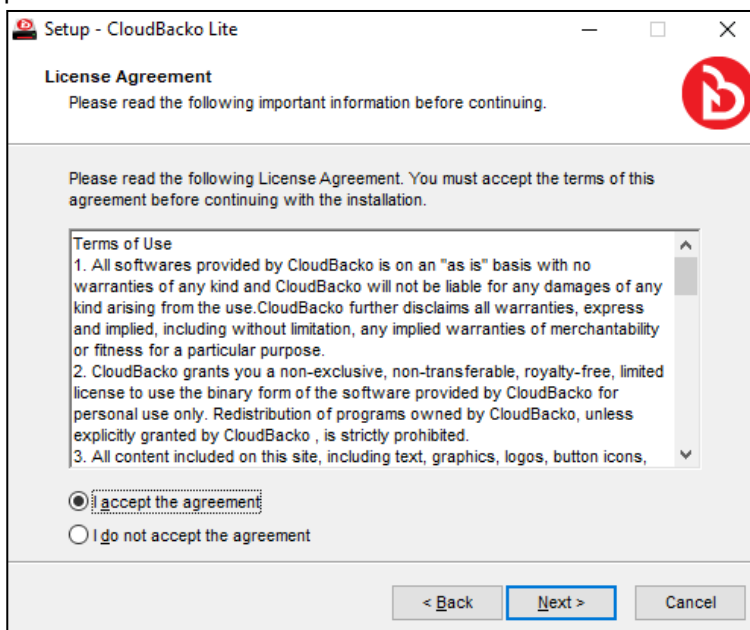 Setup - CloudBacko Lite
License Agreement
Please read the following important information before continuing.
Please read the following License Agreement. You must accept the terms of this
agreement before continuing with the installation.
Terms of Use
1. All softwares provided by CloudBacko is on an "as is" basis with no
warranties of any kind and CloudBacko will not be liable for any damages of any
kind arising from the use.CloudBacko further disclaims all warranties, express
and implied, including without limitation, any implied warranties of merchantability
or fitness for a particular purpose.
2. CloudBacko grants you a non-exclusive, non-transferable, royalty-free, limited
license to use the binary form of the software provided by CloudBacko for
personal use only. Redistribution of programs owned by CloudBacko, unless
explicitly granted by CloudBacko , is strictly prohibited.
3. All content included on this site, including text, graphics, logos, button icons,
I accept the agreement
I do not accept the agreement
< Back Next > Cancel